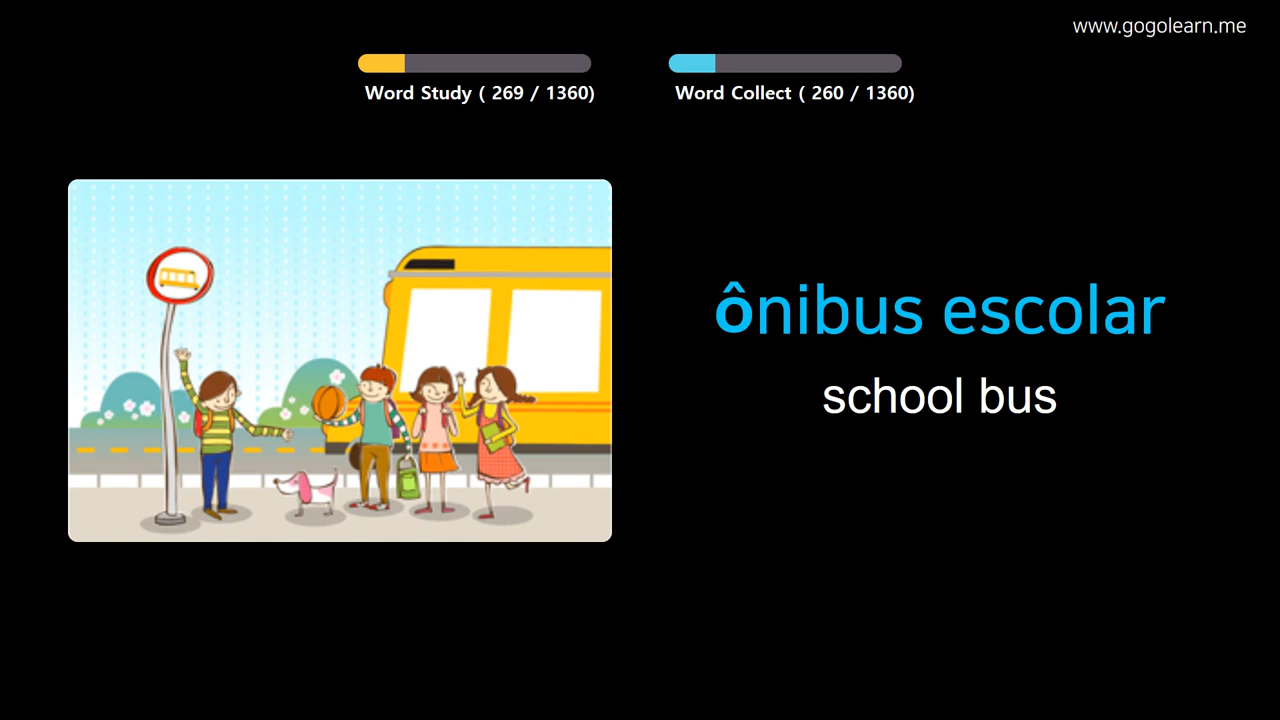 www.gogolearn.me
Word Study ( 269 / 1360)
Word Collect ( 260 / 1360)
ônibus escolar
school bus